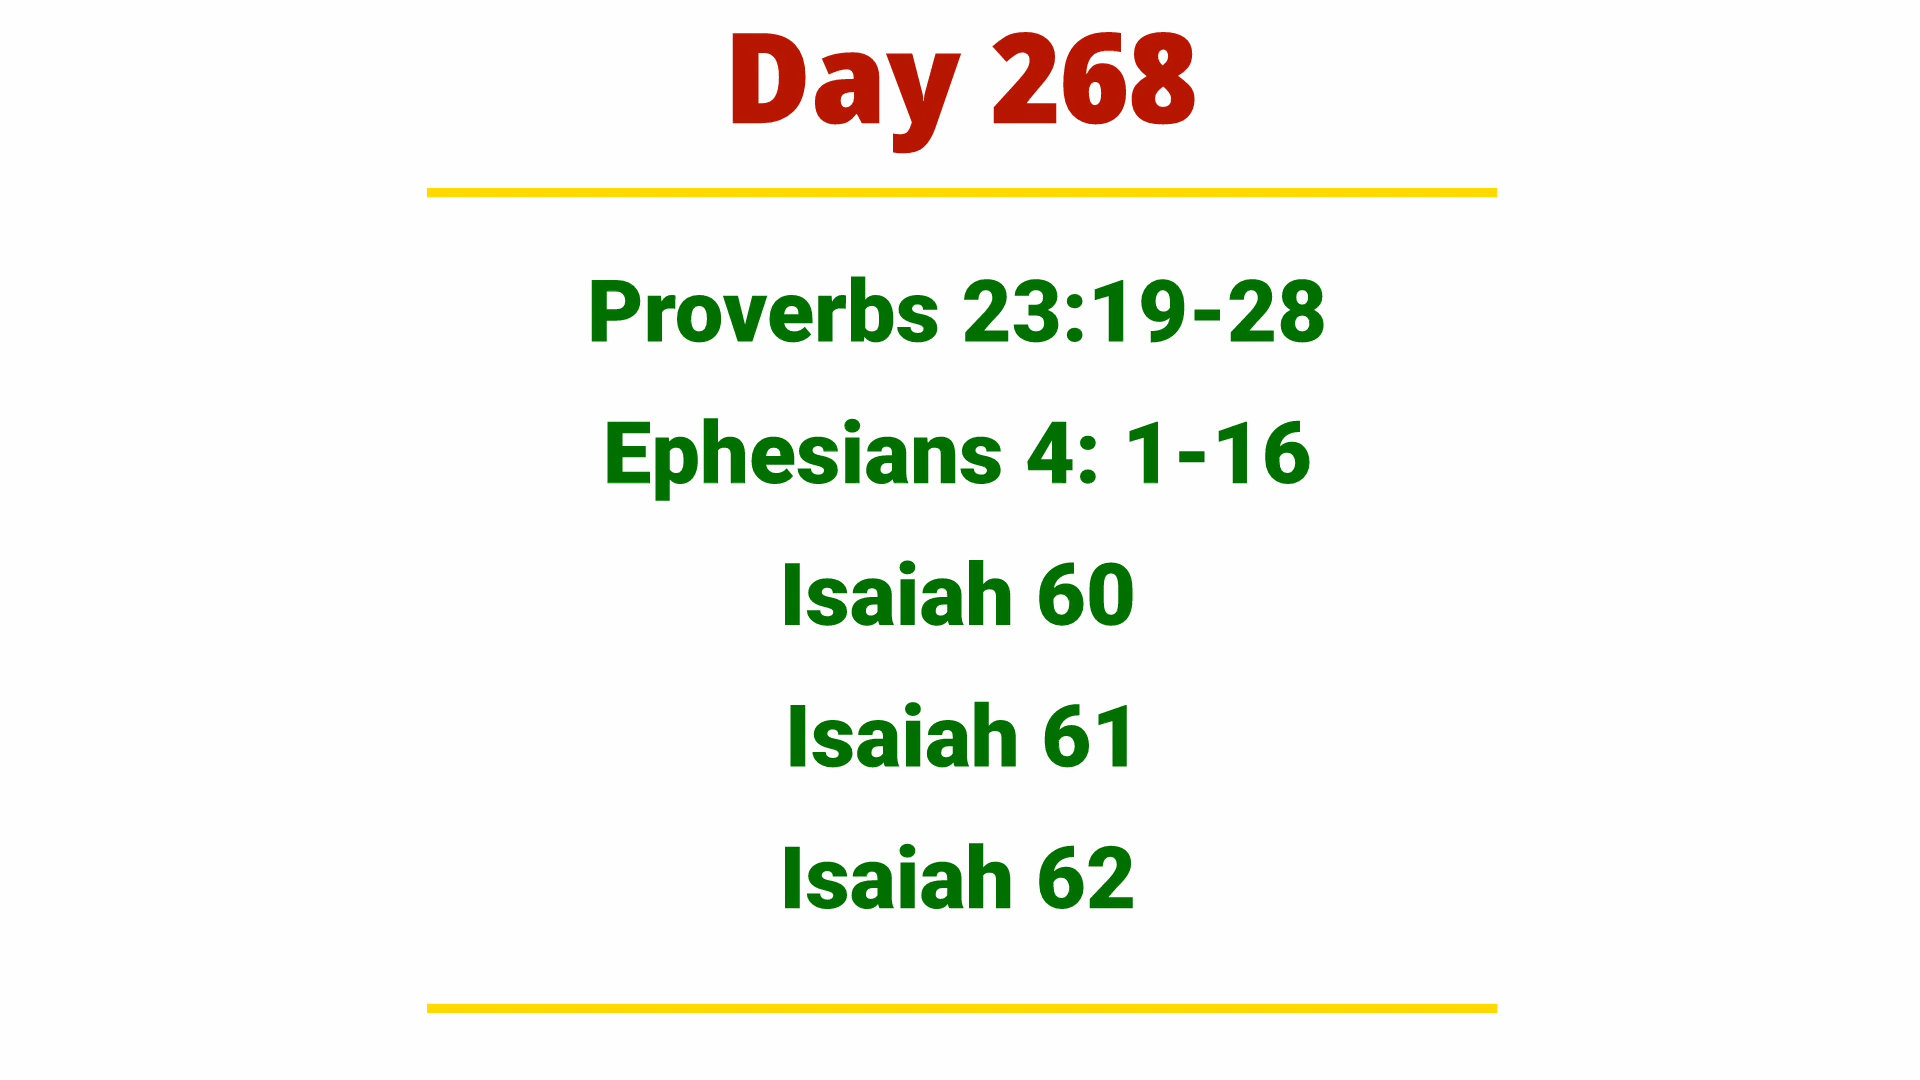 Day 268
Proverbs 23:19-28
Ephesians 4: 1-16
Isaiah 60
Isaiah 61
Isaiah 62